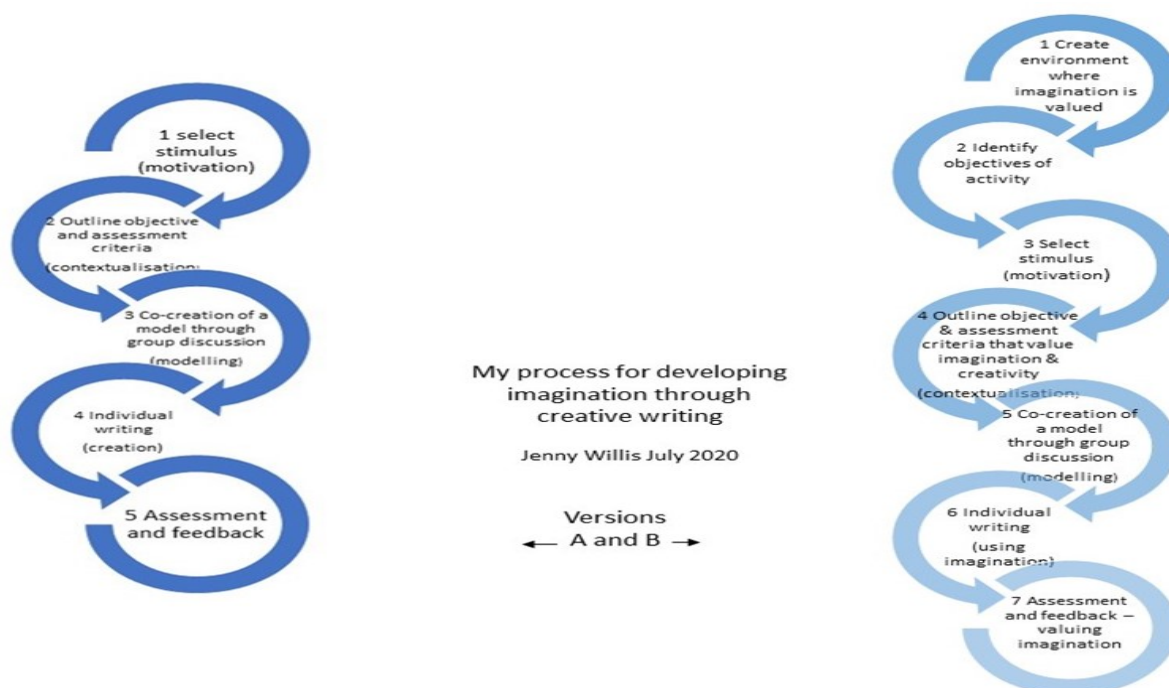 1 select
stimulus
(motivation)
2 Outline objective
and assessment
criteria
(contextualisation;
3 Co-creation of a
model through
group discussion
(modelling)
4 Individual
writing
(creation)
5 Assessment
and feedback
My process for developing
imagination through
creative writing
Jenny Willis July 2020
Versions
A and B
1 Create
environment
where
imagination is
valued
2 Identify
objectives of
activity
3 Select
stimulus
(motivation)
4 Outline objective
& assessment
criteria that value
imagination &
creativity
(contextualisation;
5 Co-creation of
a model
through group
discussion
(modelling)
6 Individual
writing
(using
imagination)
7 Assessment
and feedback –
valuing
imagination